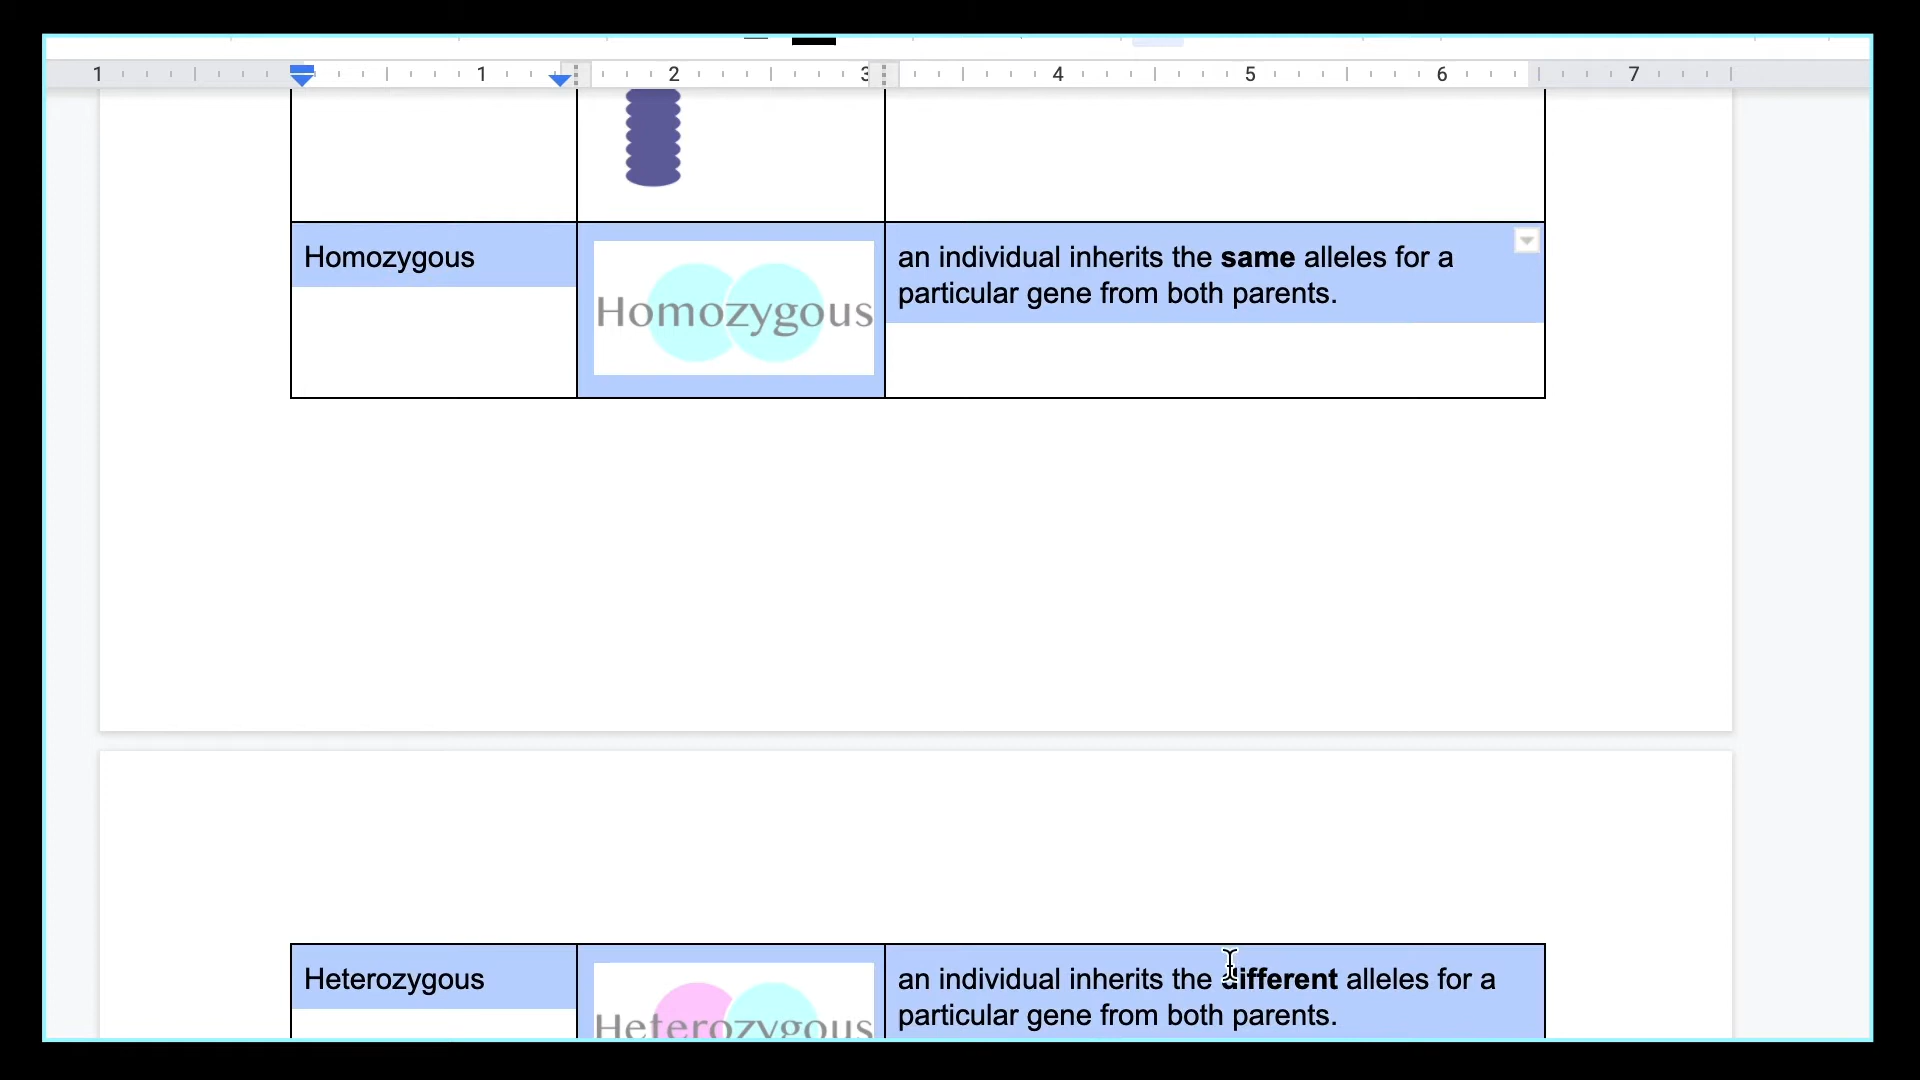 1 1 2 3 4 5 6 7
Homozygous
Homozygous
an individual inherits the same alleles for a
particular gene from both parents.
Heterozygous
Heterozygous
an individual inherits the different alleles for a
particular gene from both parents.